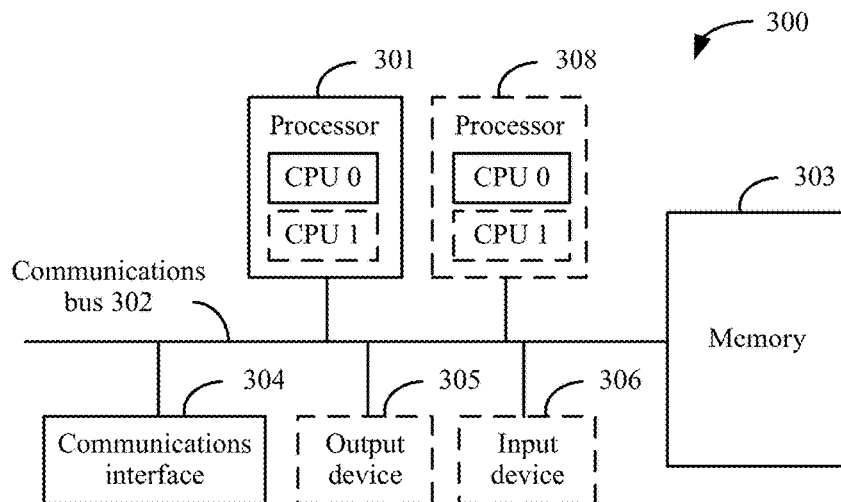 300
301
308
Processor
CPU 0
CPU 1
Processor
CPU 0
CPU 1
303
Communications
bus 302
Memory
304
305
306
Communications
interface
Output
device
Input
device